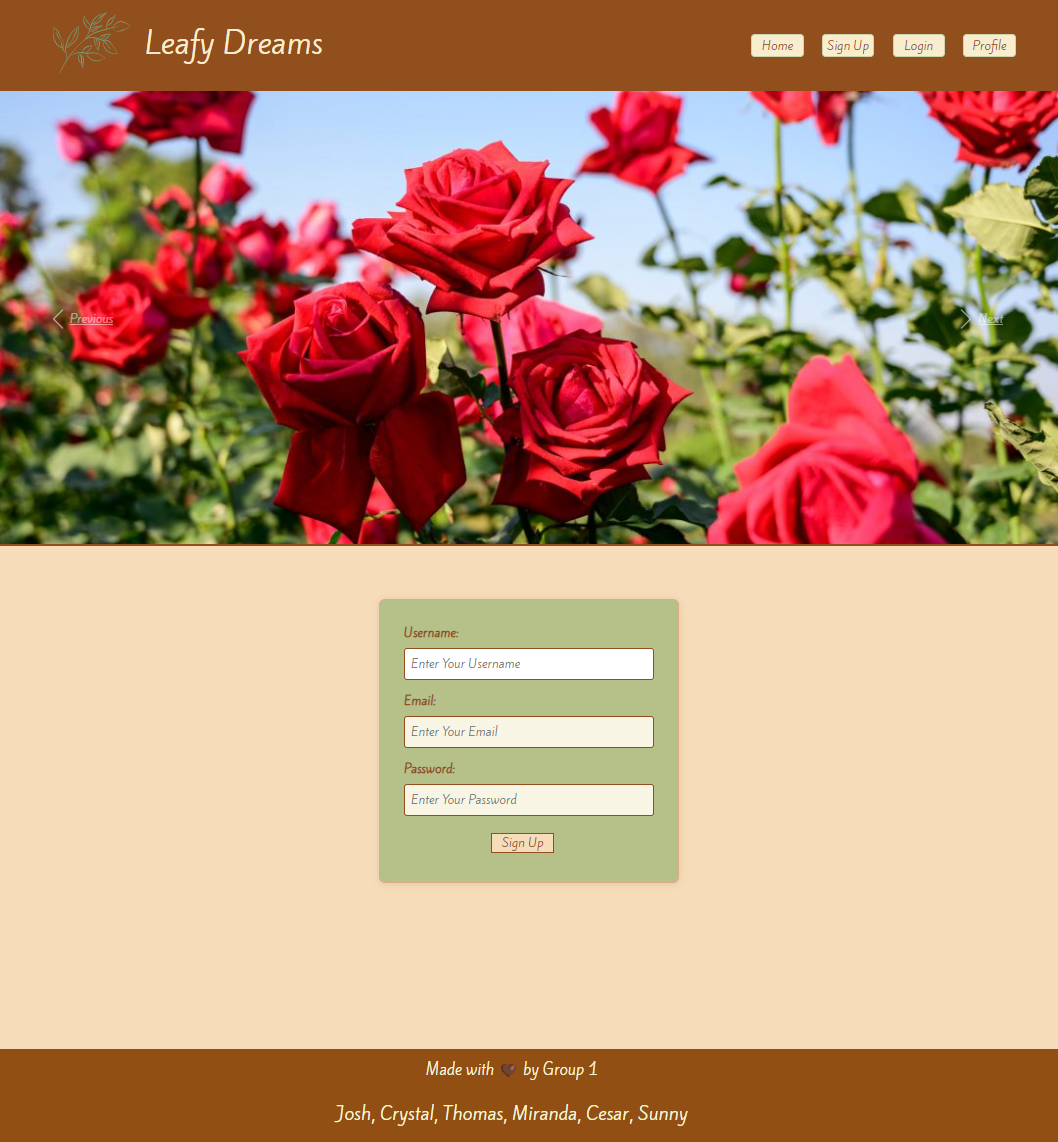 Leafy Dreams
Home Sign Up Login Profile
Previous Next
Username:
Enter Your Username
Email:
Enter Your Email
Password:
Enter Your Password
Sign Up
Made with 🤎 by Group 1
Josh, Crystal, Thomas, Miranda, Cesar, Sunny